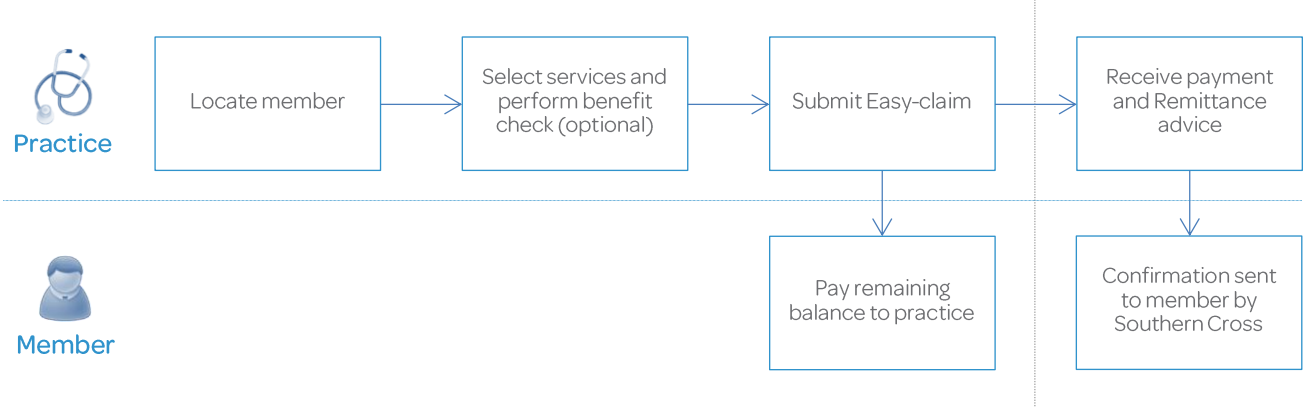 Practice
Locate member
Select services and
perform benefit
check (optional)
Submit Easy-claim
Receive payment
and Remittance
advice
Member
Pay remaining
balance to practice
Confirmation sent
to member by
Southern Cross